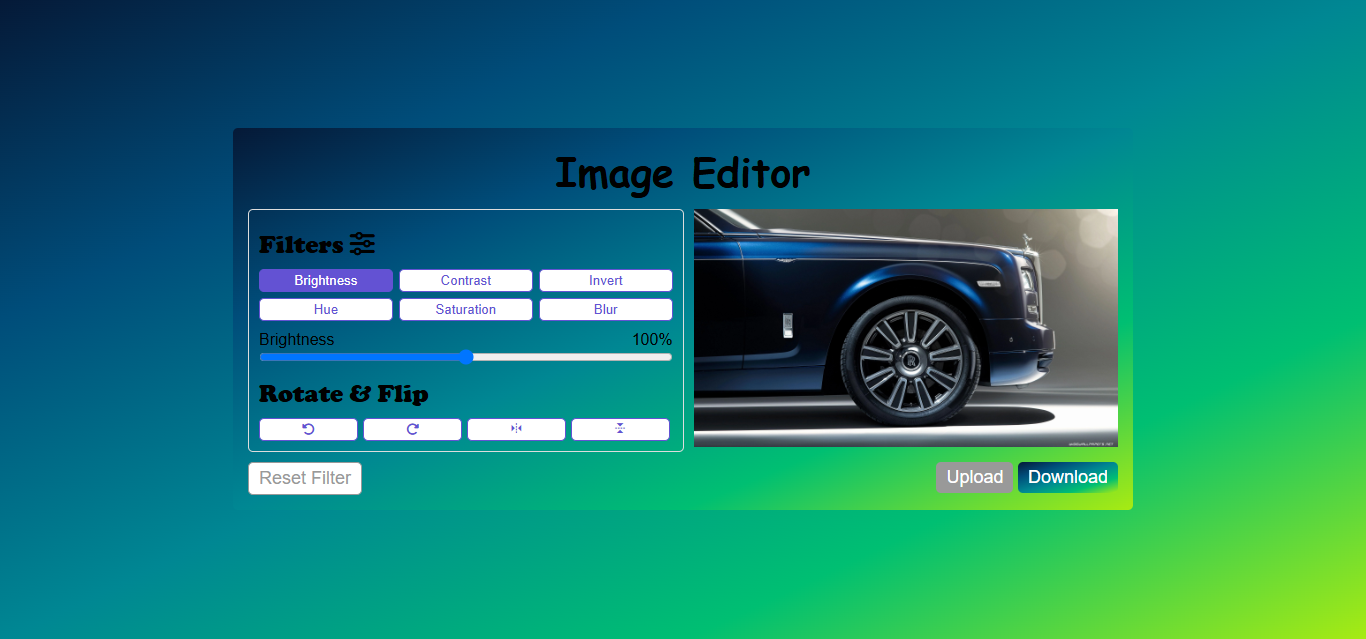 Image Editor
Filters
Brightness Contrast Invert
Hue Saturation Blur
Brightness 100%
Rotate & Flip
Reset Filter Upload Download